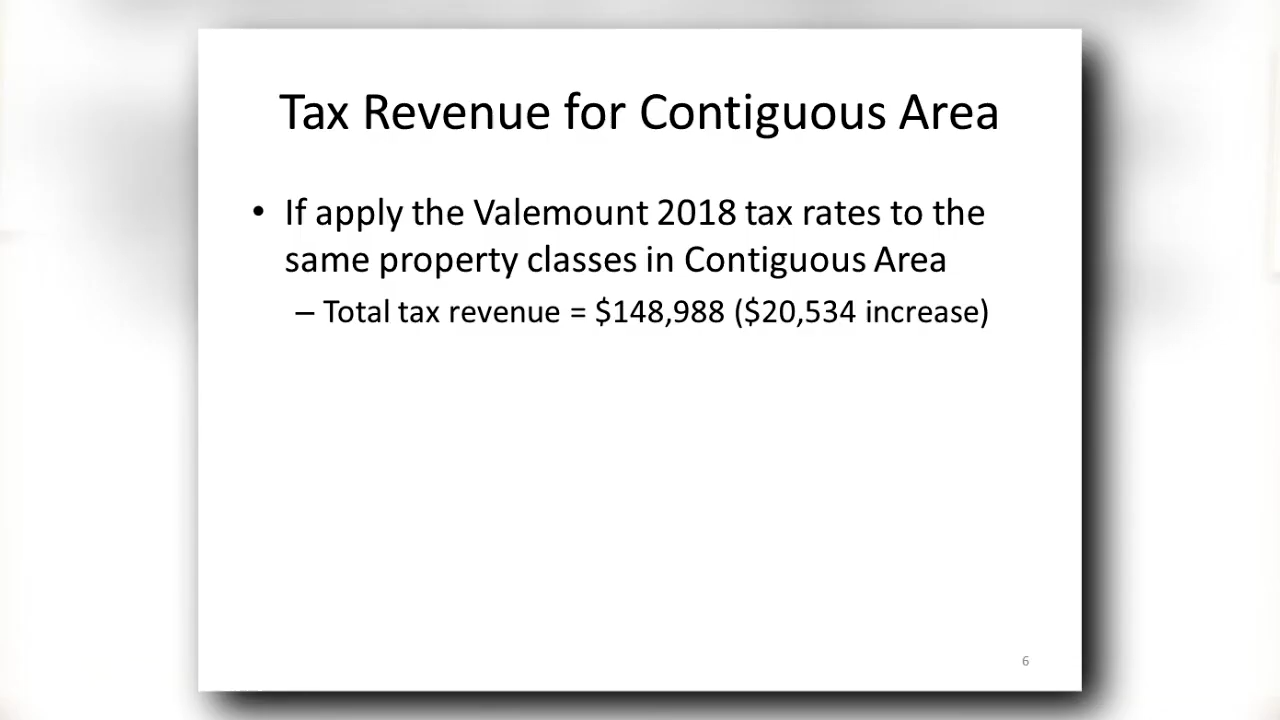 Tax Revenue for Contiguous Area
• If apply the Valemount 2018 tax rates to the
same property classes in Contiguous Area
– Total tax revenue = $148,988 ($20,534 increase)
6